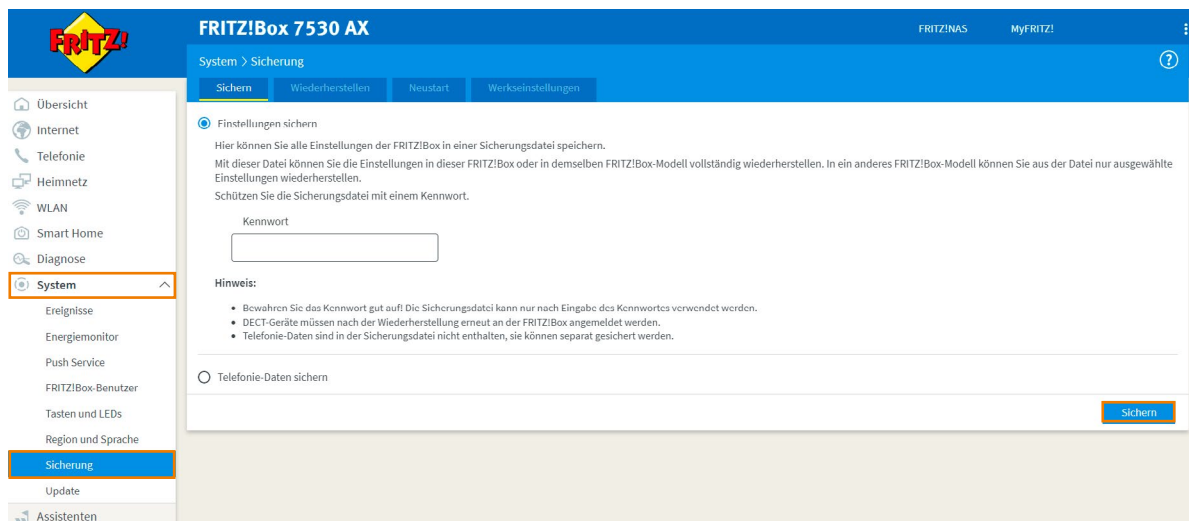 FRITZ!
FRITZ!Box 7530 AX
FRITZ!NAS
MyFRITZ!
System > Sicherung
?
Sichern
Wiederherstellen
Neustart
Werkseinstellungen
Übersicht
Internet
Telefonie
Heimnetz
WLAN
Smart Home
Diagnose
System
Ereignisse
Energiemonitor
Push Service
FRITZ!Box-Benutzer
Tasten und LEDs
Region und Sprache
Sicherung
Update
Assistenten
Einstellungen sichern
Hier können Sie alle Einstellungen der FRITZ!Box in einer Sicherungsdatei speichern.
Mit dieser Datei können Sie die Einstellungen in dieser FRITZ!Box oder in demselben FRITZ!Box-Modell vollständig wiederherstellen. In ein anderes FRITZ!Box-Modell können Sie aus der Datei nur ausgewählte
Einstellungen wiederherstellen.
Schützen Sie die Sicherungsdatei mit einem Kennwort.
Kennwort
Hinweis:
• Bewahren Sie das Kennwort gut auf! Die Sicherungsdatei kann nur nach Eingabe des Kennwortes verwendet werden.
• DECT-Geräte müssen nach der Wiederherstellung erneut an der FRITZ!Box angemeldet werden.
• Telefonie-Daten sind in der Sicherungsdatei nicht enthalten, sie können separat gesichert werden.
Telefonie-Daten sichern
Sichern